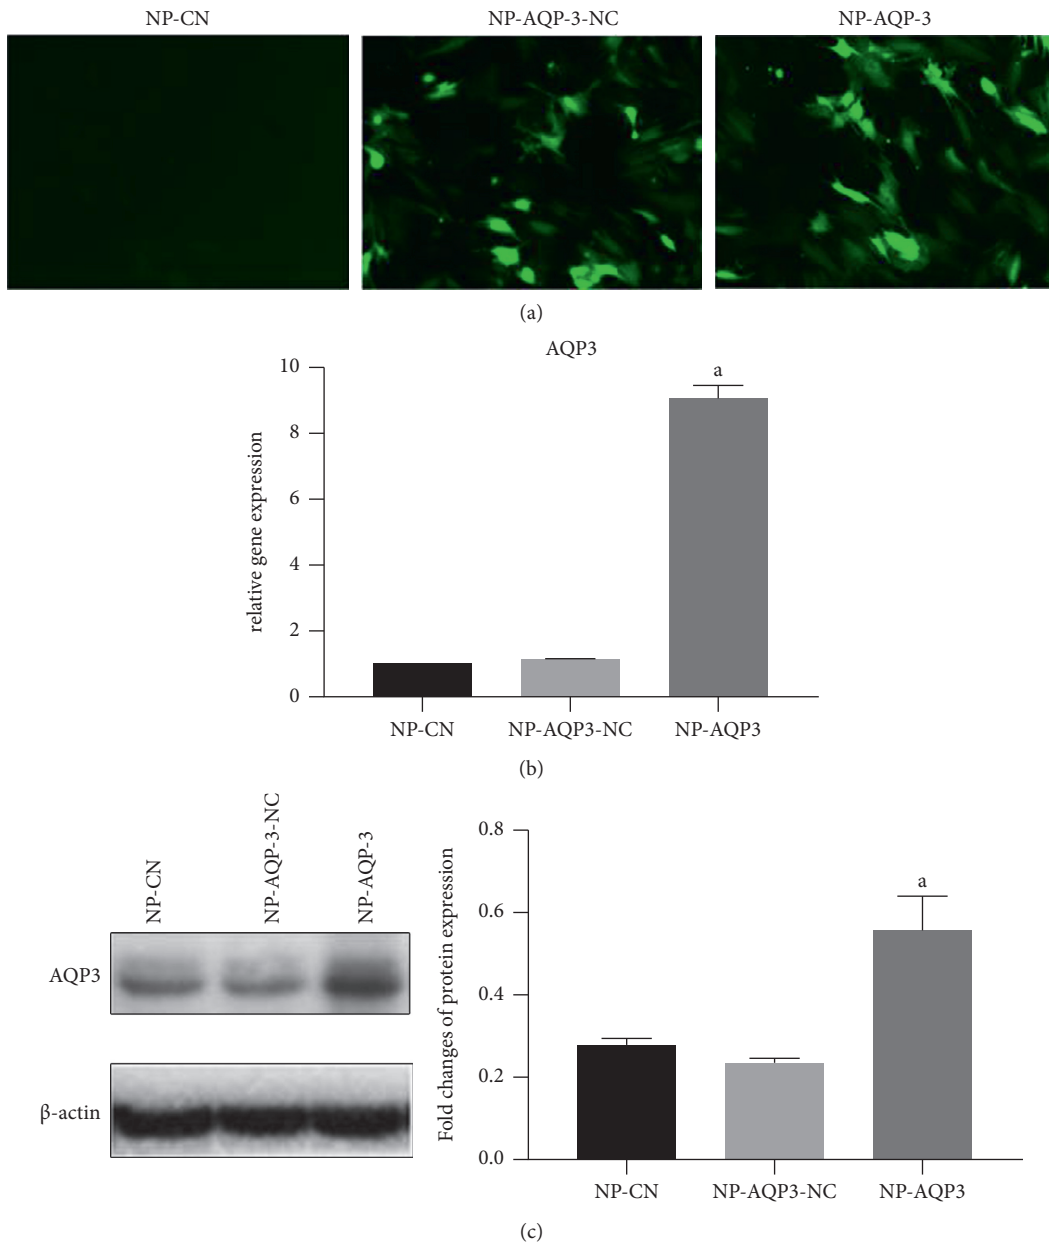 NP-CN
NP-AQP-3-NC
NP-AQP-3
(a)
AQP3
relative gene expression
10
8
6
4
2
0
NP-CN
NP-AQP3-NC
NP-AQP3
a
(b)
NP-CN
NP-AQP-3-NC
NP-AQP-3
AQP3
β-actin
Fold changes of protein expression
0.8
0.6
0.4
0.2
0.0
NP-CN
NP-AQP3-NC
NP-AQP3
a
(c)